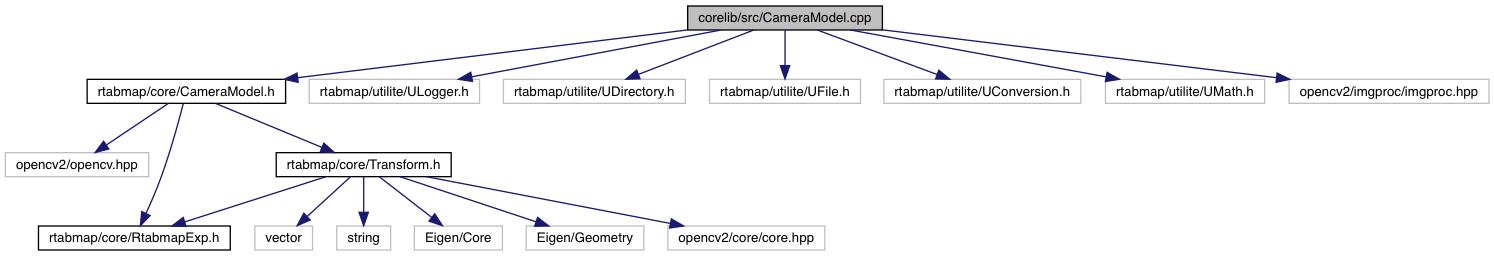 corelib/src/CameraModel.cpp
rtabmap/core/CameraModel.h
rtabmap/utilite/ULogger.h
rtabmap/utilite/UDirectory.h
rtabmap/utilite/UFile.h
rtabmap/utilite/UConversion.h
rtabmap/utilite/UMath.h
opencv2/imgproc/imgproc.hpp
opencv2/opencv.hpp
rtabmap/core/Transform.h
rtabmap/core/RtabmapExp.h
vector
string
Eigen/Core
Eigen/Geometry
opencv2/core/core.hpp